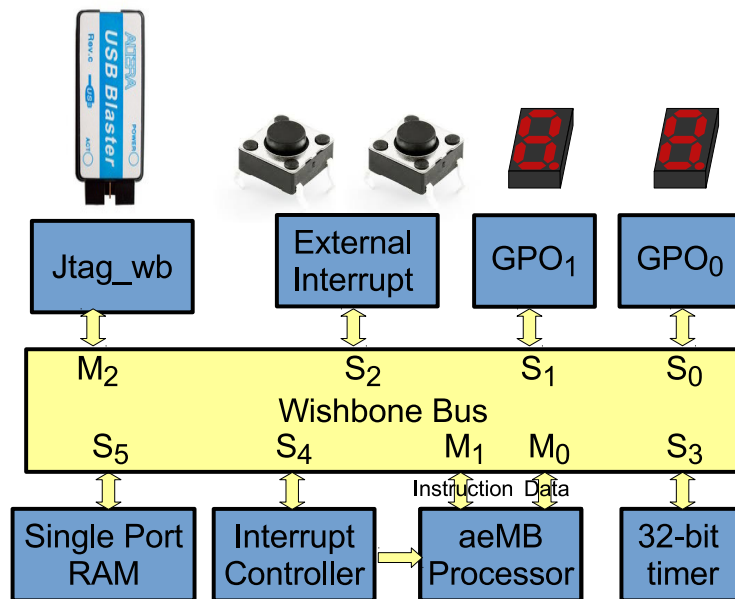 ALTERA
USB Blaster
Rev.c
USB
POWER
ACT
Jtag_wb
External
Interrupt
GPO1
GPO0
M2
S2
S1
S0
Wishbone Bus
S5
S4
M1
M0
S3
Instruction Data
Single Port
RAM
Interrupt
Controller
aeMB
Processor
32-bit
timer